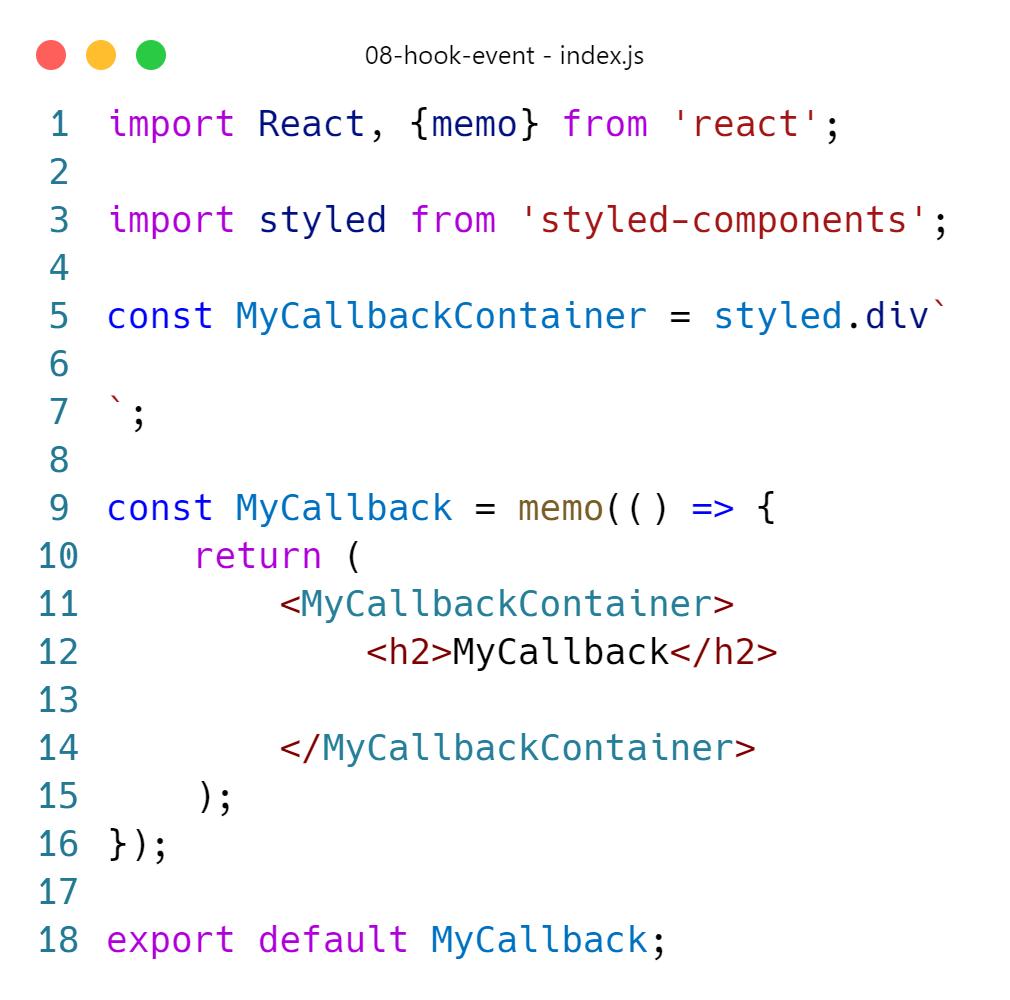 08-hook-event - index.js
1 import React, {memo} from 'react';
2
3 import styled from 'styled-components';
4
5 const MyCallbackContainer = styled.div`
6
7 `;
8
9 const MyCallback = memo(() => {
10     return (
11         <MyCallbackContainer>
12             <h2>MyCallback</h2>
13
14         </MyCallbackContainer>
15     );
16 });
17
18 export default MyCallback;